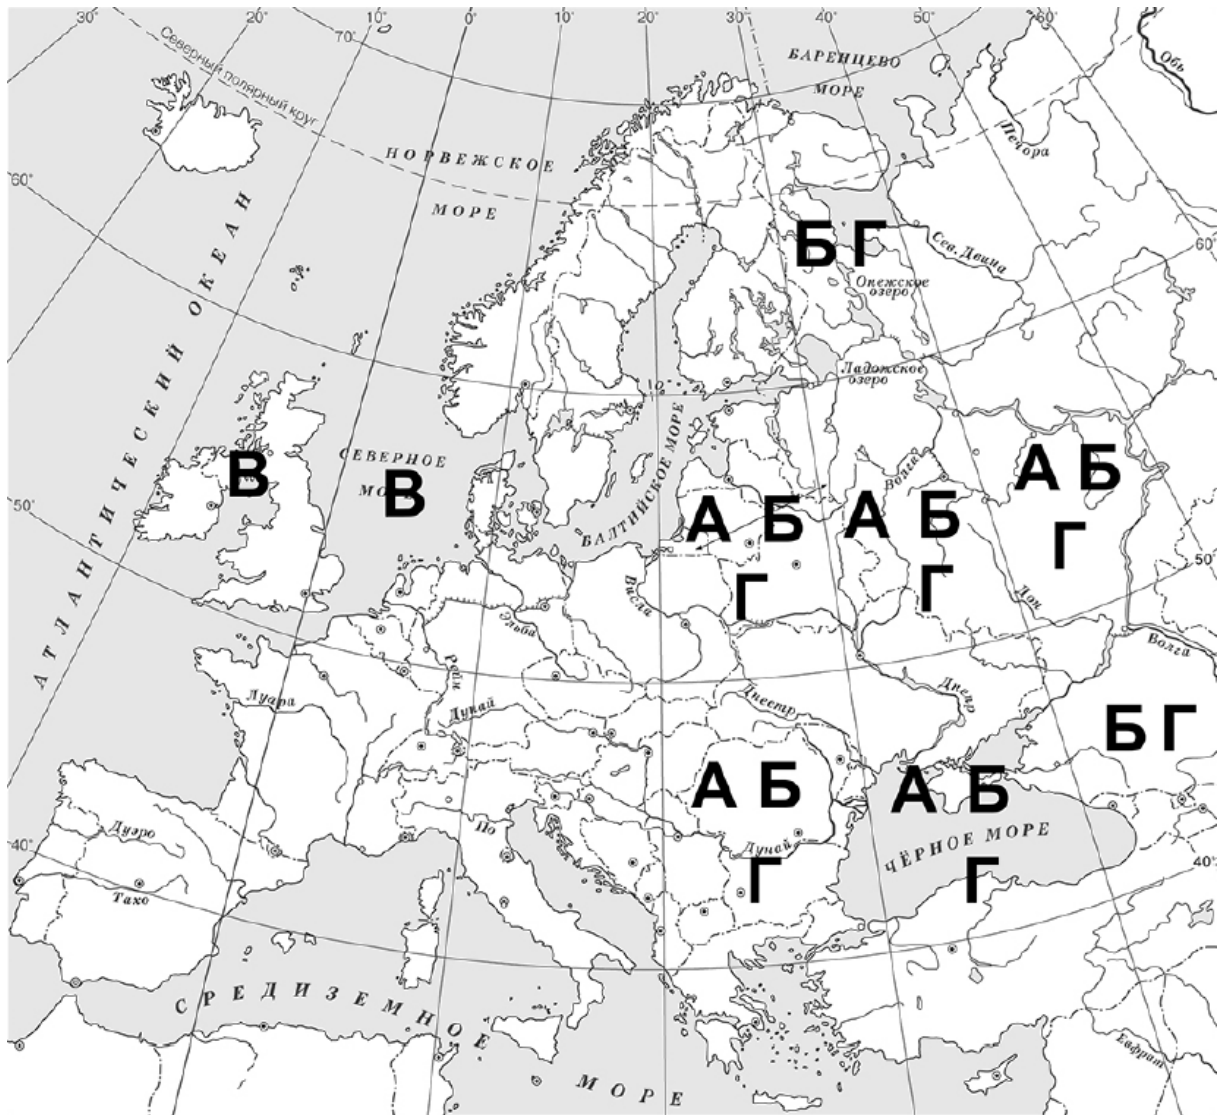 30° 20° 10° 0° 10° 20° 30° 40° 50° 60°
70°
Северный полярный круг
БАРЕНЦЕВО
МОРЕ
Обь
Печора
НОРВЕЖСКОЕ
МОРЕ
60°
60°
Б Г
Сев. Двина
Онежское
озеро
АТЛАНТИЧЕСКИЙ ОКЕАН
Ладожское
озеро
СЕВЕРНОЕ
МОРЕ
В
В
БАЛТИЙСКОЕ МОРЕ
Волга
А Б
Г
А Б
Г
А Б
Г
50°
50°
Висла
Эльба
Дон
Волга
Рейн
Луара
Дунай
Днестр
Днепр
Б Г
А Б
Г
А Б
Г
По
Дунай
ЧЁРНОЕ МОРЕ
Дуэро
Тахо
40°
40°
СРЕДИЗЕМНОЕ
МОРЕ
Евфрат